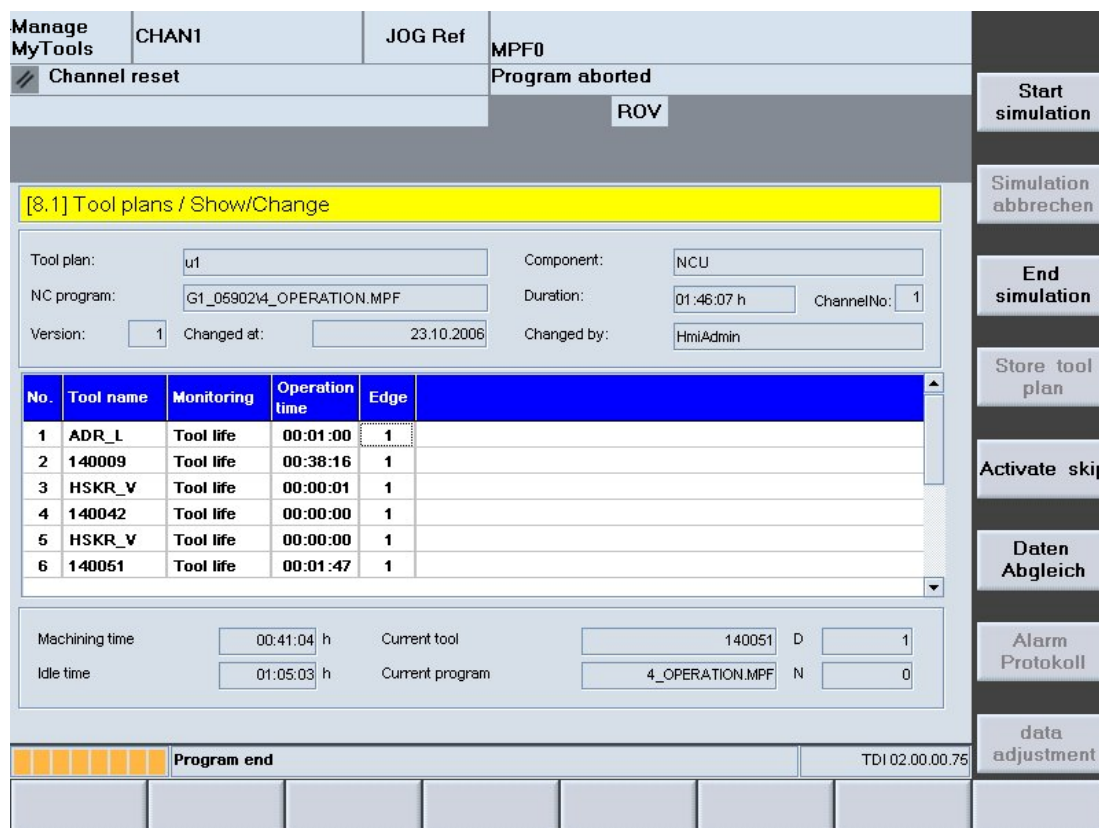 Manage MyTools CHAN1 JOG Ref MPF0
Channel reset Program aborted
ROV
[8.1] Tool plans / Show/Change
Tool plan: u1 Component: NCU
NC program: G1_05902\4_OPERATION.MPF Duration: 01:46:07 h ChannelNo: 1
Version: 1 Changed at: 23.10.2006 Changed by: HmiAdmin
No. Tool name Monitoring Operation time Edge
1 ADR_L Tool life 00:01:00 1
2 140009 Tool life 00:38:16 1
3 HSKR_V Tool life 00:00:01 1
4 140042 Tool life 00:00:00 1
5 HSKR_V Tool life 00:00:00 1
6 140051 Tool life 00:01:47 1
Machining time 00:41:04 h Current tool 140051 D 1
Idle time 01:05:03 h Current program 4_OPERATION.MPF N 0
Program end TDI 02.00.00.75
Start
simulation
Simulation
abbrechen
End
simulation
Store tool
plan
Activate skip
Daten
Abgleich
Alarm
Protokoll
data
adjustment